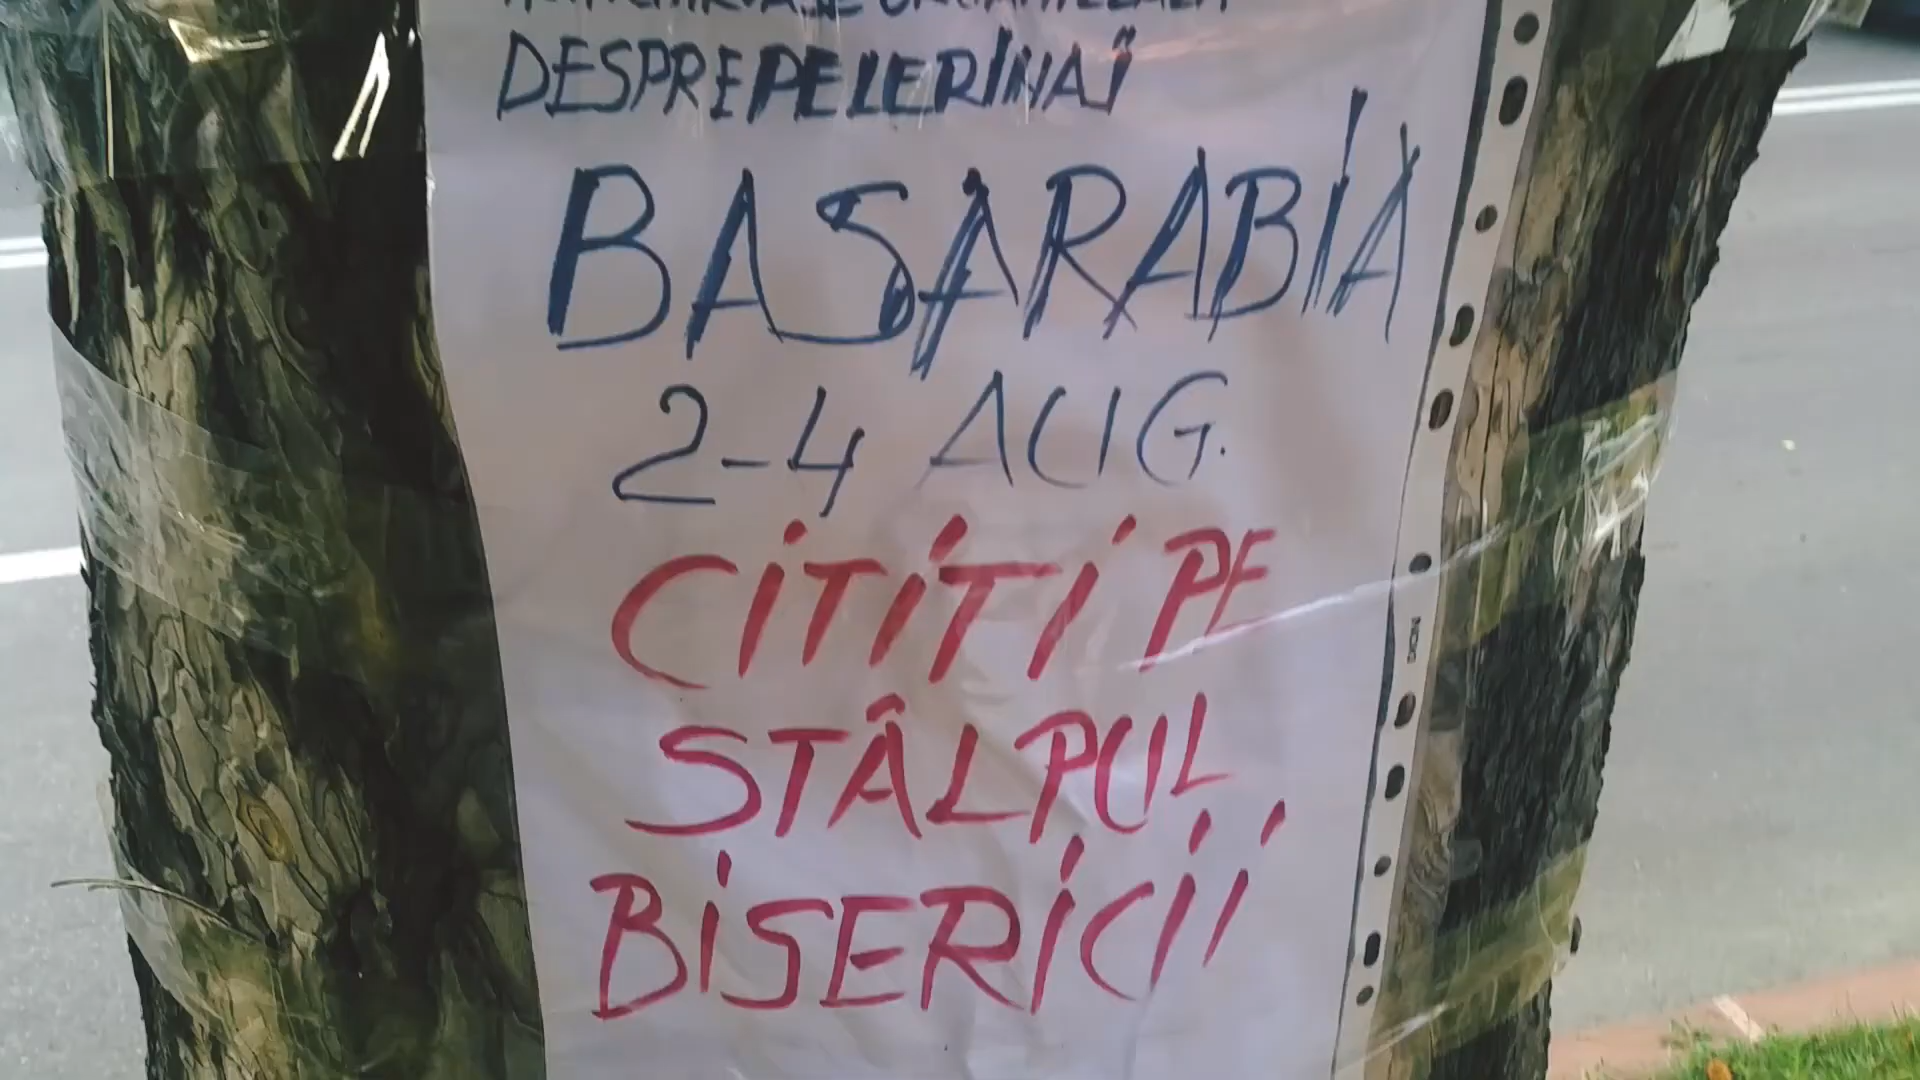 DESPRE PELERINAJ
BASARABIA
2-4 AUG.
CITIȚI PE
STÂLPUL
BISERICII